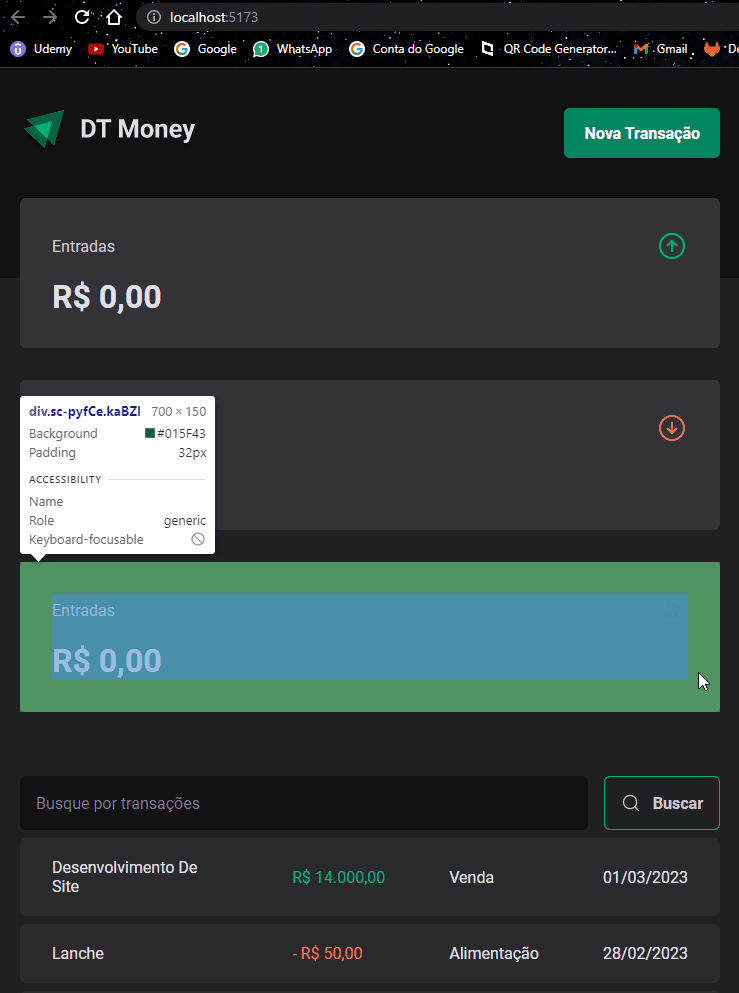 localhost:5173
Udemy YouTube Google WhatsApp Conta do Google QR Code Generator... Gmail
DT Money
Nova Transação
Entradas
R$ 0,00
div.sc-pyfCe.kaBZl 700 × 150
Background #015F43
Padding 32px
ACCESSIBILITY
Name
Role generic
Keyboard-focusable
Entradas
R$ 0,00
Busque por transações
Buscar
Desenvolvimento De
Site
R$ 14.000,00 Venda 01/03/2023
Lanche - R$ 50,00 Alimentação 28/02/2023